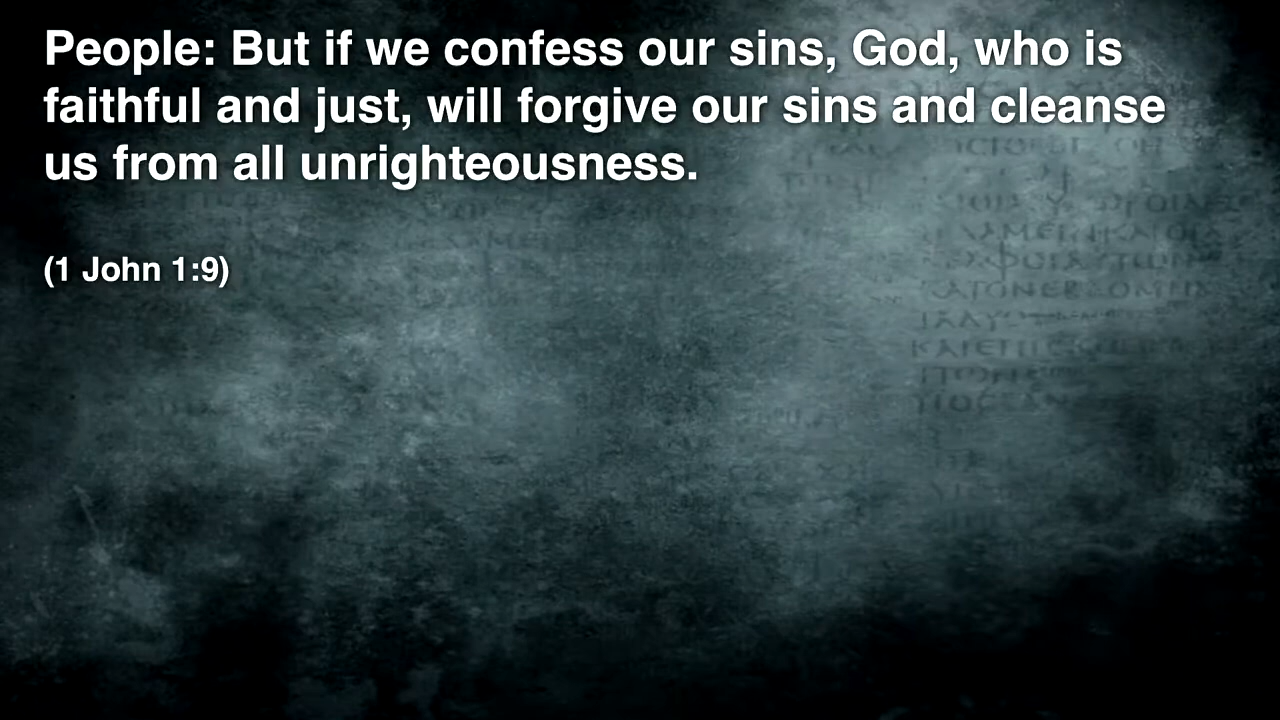 People: But if we confess our sins, God, who is
faithful and just, will forgive our sins and cleanse
us from all unrighteousness.
(1 John 1:9)